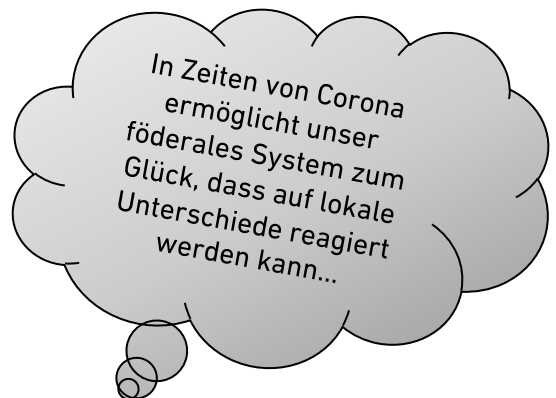 In Zeiten von Corona
ermöglicht unser
föderales System zum
Glück, dass auf lokale
Unterschiede reagiert
werden kann...